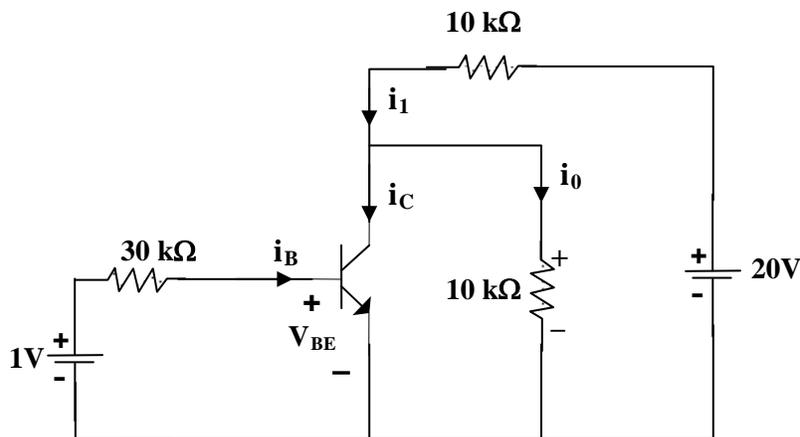 10 kΩ
i1
iC
i0
30 kΩ
iB
+
10 kΩ
+
20V
-
+
VBE
−
−
1V
+
-